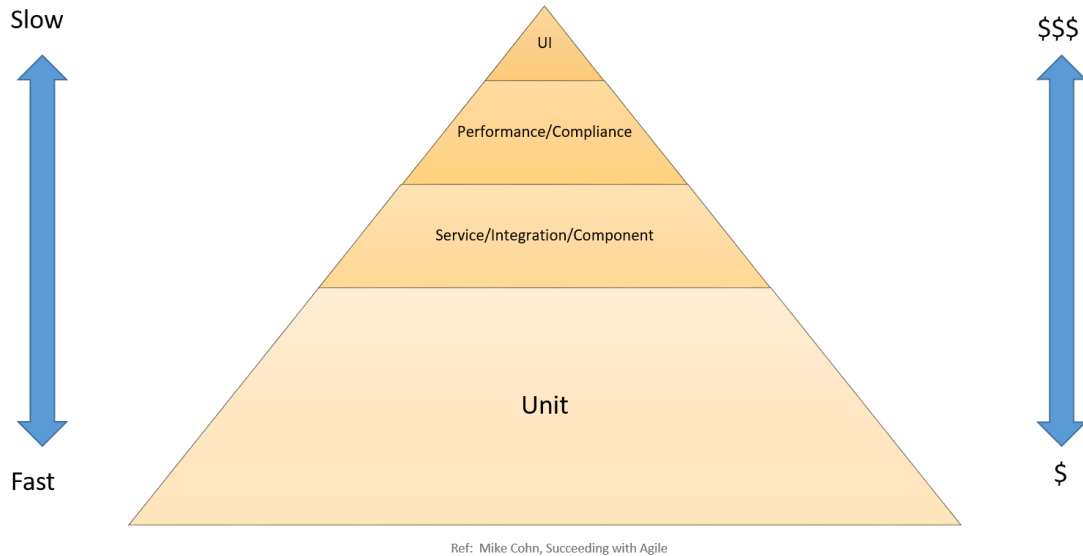 Slow
$$$
UI
Performance/Compliance
Service/Integration/Component
Unit
Fast
$
Ref:  Mike Cohn, Succeeding with Agile